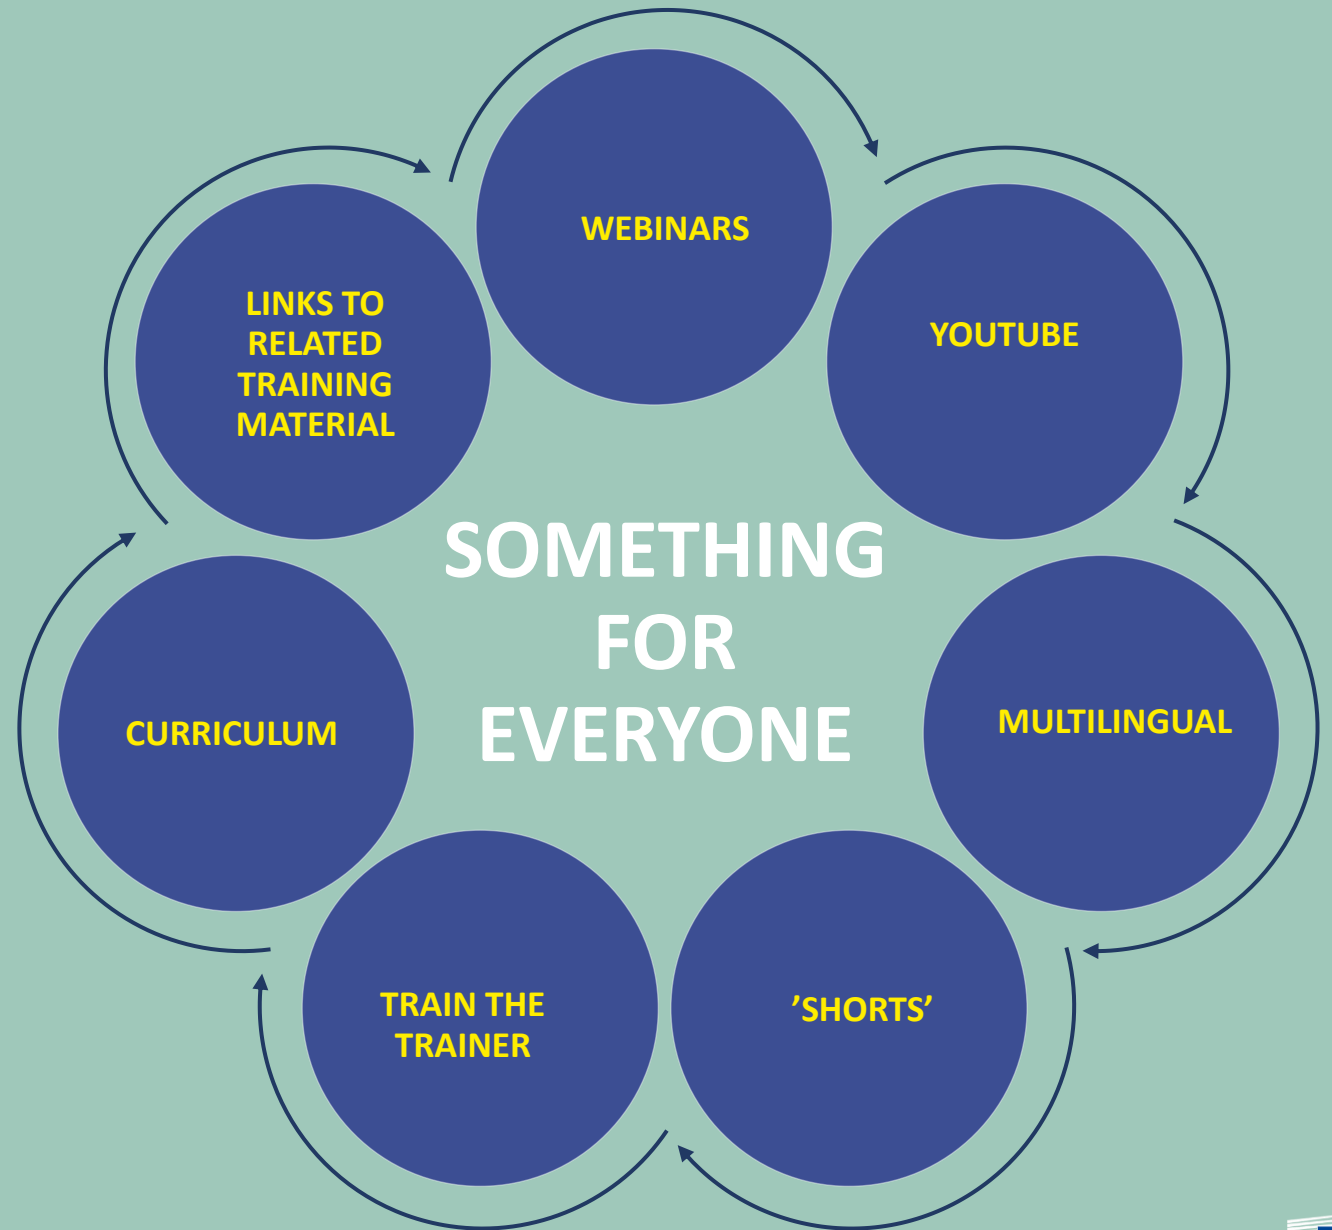 WEBINARS
YOUTUBE
MULTILINGUAL
’SHORTS’
TRAIN THE
TRAINER
CURRICULUM
LINKS TO
RELATED
TRAINING
MATERIAL
SOMETHING
FOR
EVERYONE